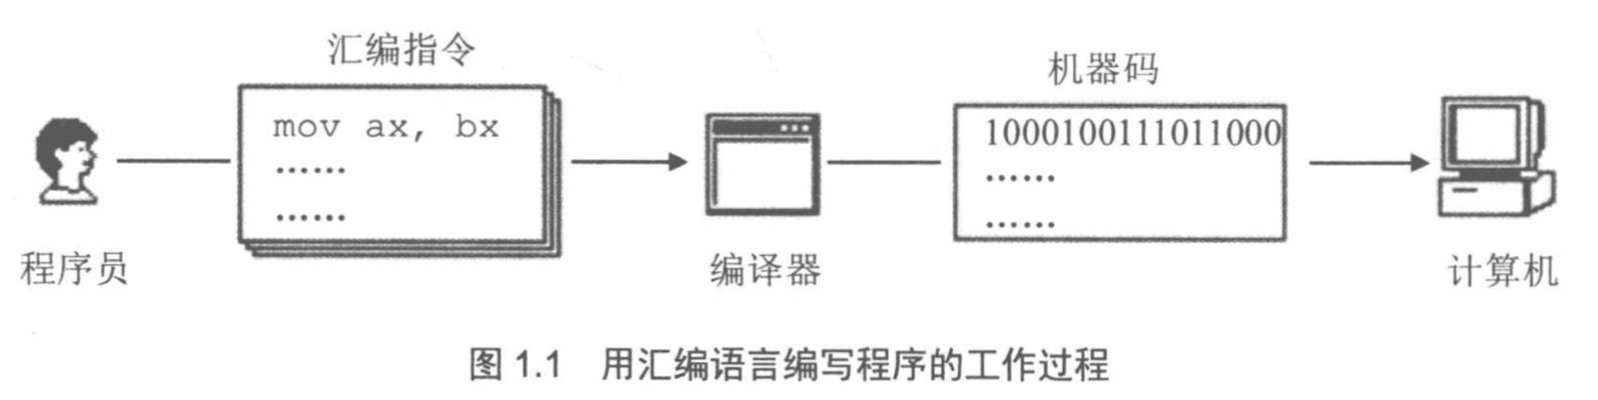 汇编指令
mov ax, bx
……
……
机器码
1000100111011000
……
……
程序员
编译器
计算机
图 1.1 用汇编语言编写程序的工作过程